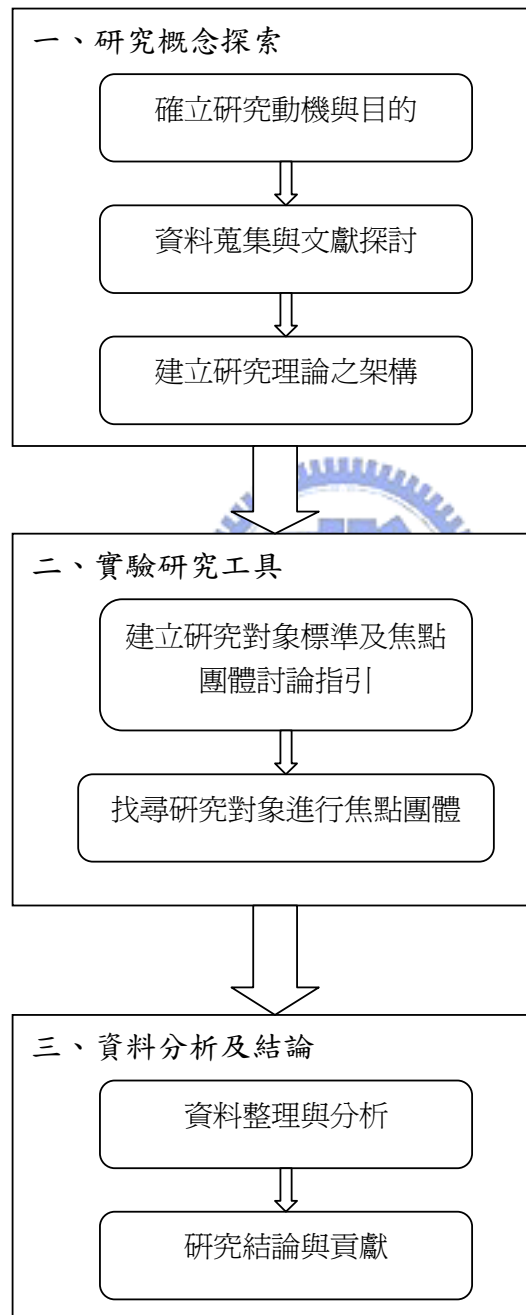 一、研究概念探索
確立研究動機與目的
資料蒐集與文獻探討
建立研究理論之架構
二、實驗研究工具
建立研究對象標準及焦點
團體討論指引
找尋研究對象進行焦點團體
三、資料分析及結論
資料整理與分析
研究結論與貢獻